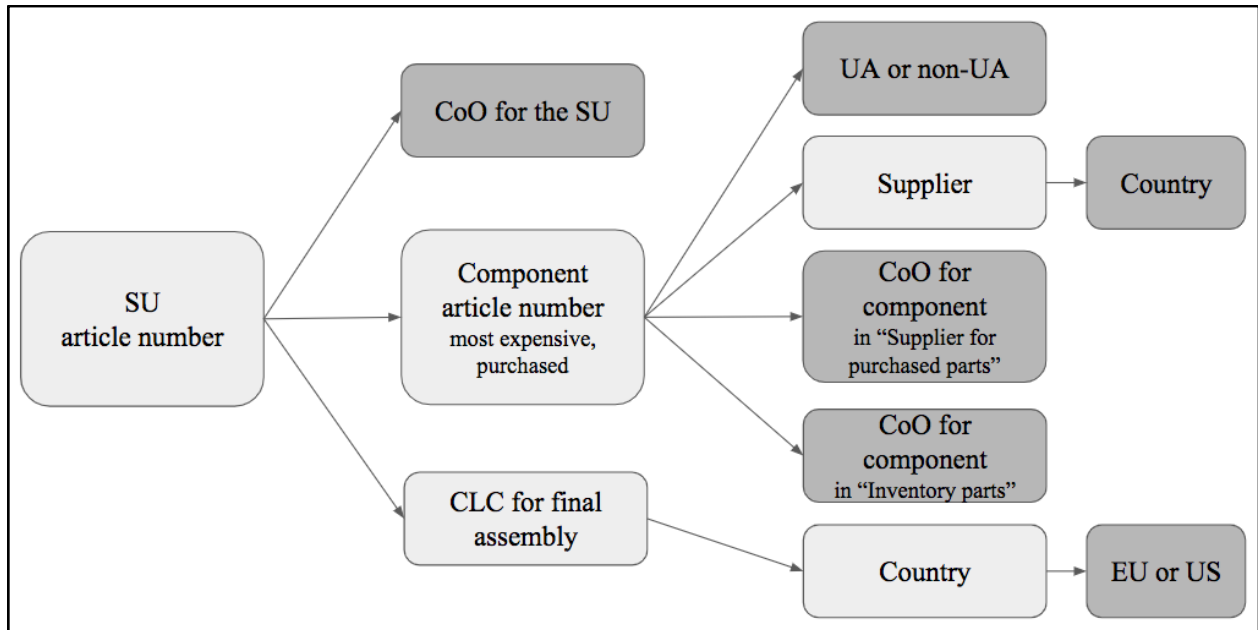 SU
article number
CoO for the SU
Component
article number
most expensive,
purchased
CLC for final
assembly
UA or non-UA
Supplier
Country
CoO for
component
in “Supplier for
purchased parts”
CoO for
component
in “Inventory parts”
Country
EU or US